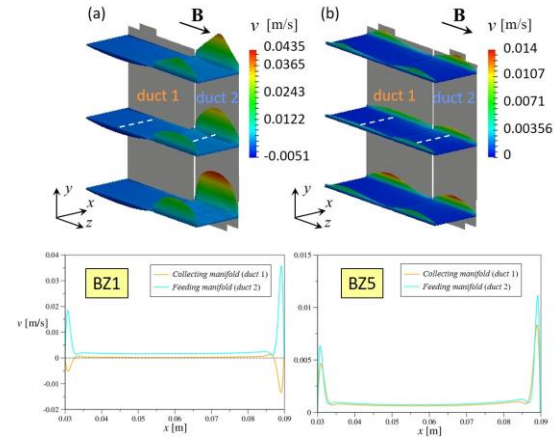 (a)
B
v [m/s]
0.0435
0.0365
0.0243
0.0122
-0.0051
duct 1
duct 2
y
x
z
(b)
B
v [m/s]
0.014
0.0107
0.0071
0.00356
0
duct 1
duct 2
y
x
z
BZ1
Collecting manifold (duct 1)
Feeding manifold (duct 2)
v [m/s]
0.04
0.03
0.02
0.01
0
-0.01
-0.02
0.03 0.04 0.05 0.06 0.07 0.08 0.09
x [m]
BZ5
Collecting manifold (duct 1)
Feeding manifold (duct 2)
0.015
0.01
0.005
0.000
0.03 0.04 0.05 0.06 0.07 0.08 0.09
x [m]